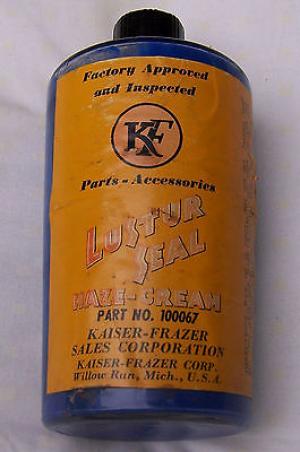 Factory Approved
and Inspected
KF
Parts - Accessories
LUSTUR
SEAL
HAZE-CREAM
PART NO. 100067
KAISER-FRAZER
SALES CORPORATION
KAISER-FRAZER CORP.
Willow Run, Mich., U.S.A.